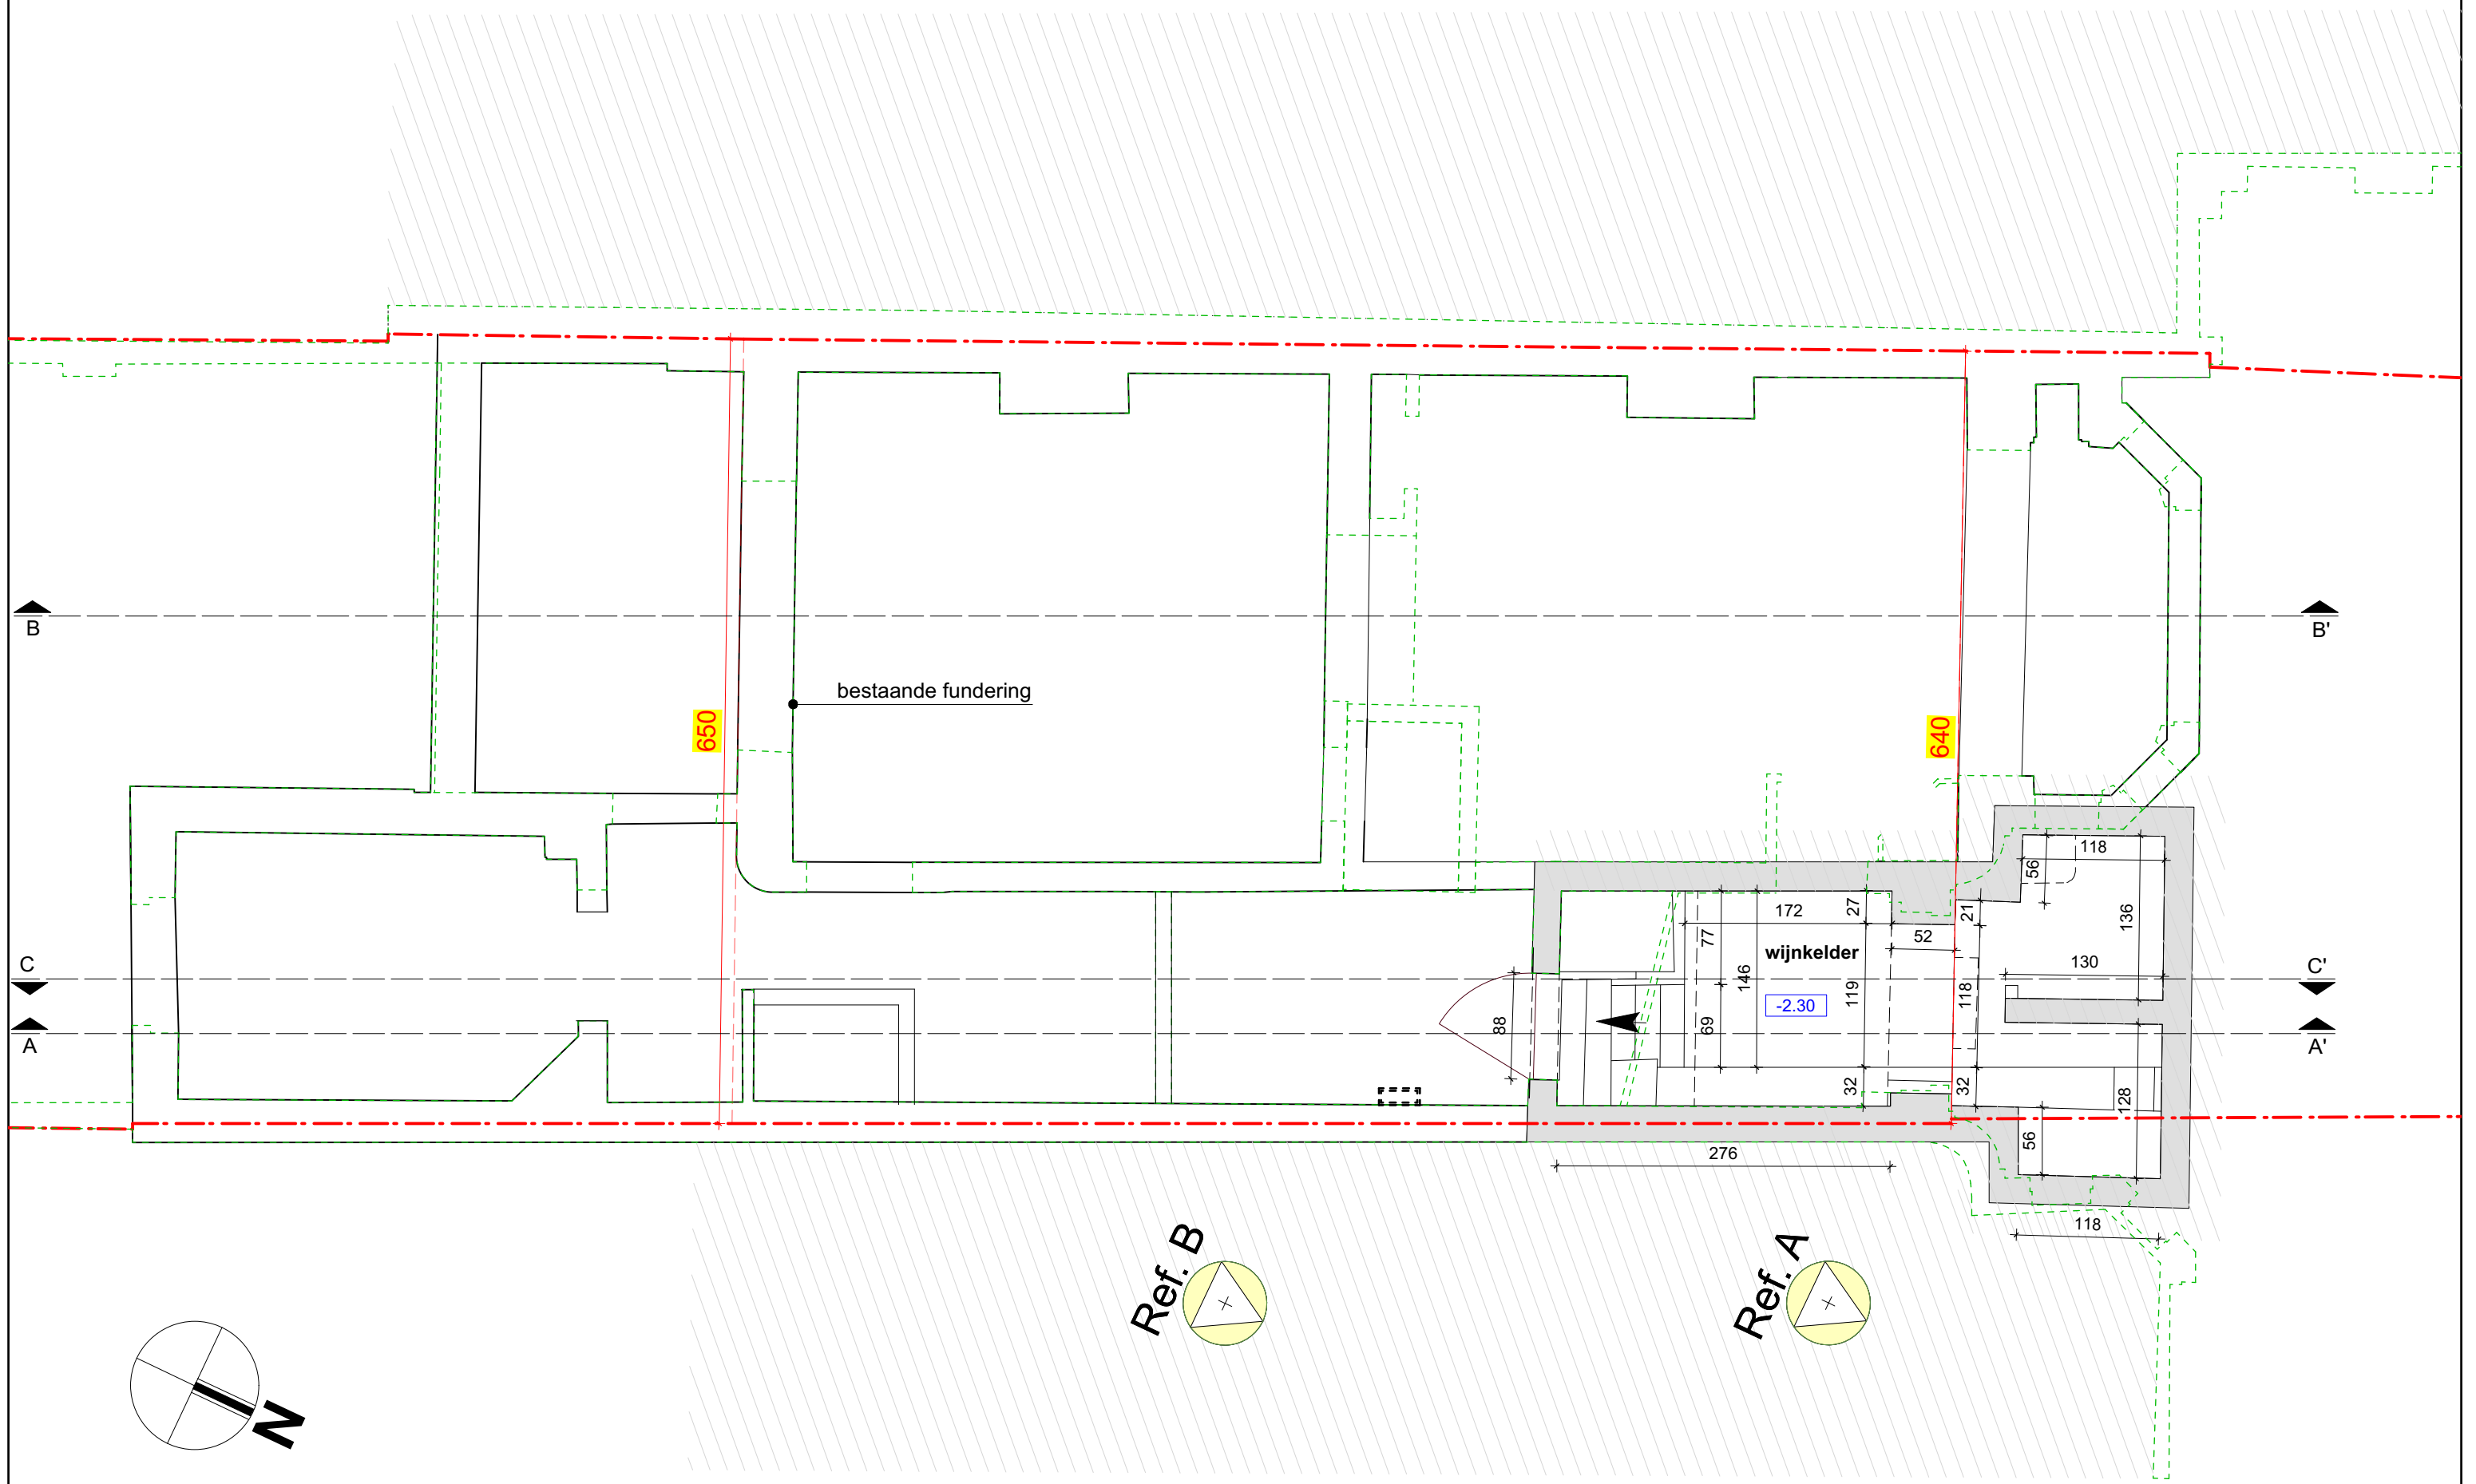 B
B'
bestaande fundering
650
640
118
56
136
172
27
21
77
52
wijnkelder
C
C'
130
146
119
118
-2.30
88
69
A
A'
32
32
128
56
276
118
Ref. B
Ref. A
N